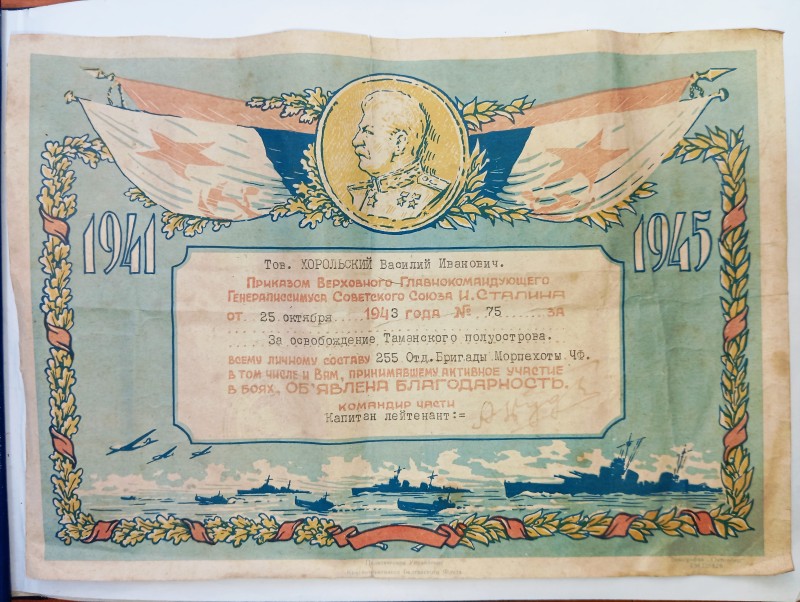 1941
1945
Тов. ХОРОЛЬСКИЙ Василий Иванович.
Приказом Верховного Главнокомандующего
Генералиссимуса Советского Союза И. Сталина
от 25 октября 1943 года № 75 за
За освобождение Таманского полуострова.
всему личному составу 255 Отд. Бригады Морпехоты ЧФ.
в том числе и Вам, принимавшему активное участие
в боях, ОБ'ЯВЛЕНА БЛАГОДАРНОСТЬ.
командир части
Капитан лейтенант:=